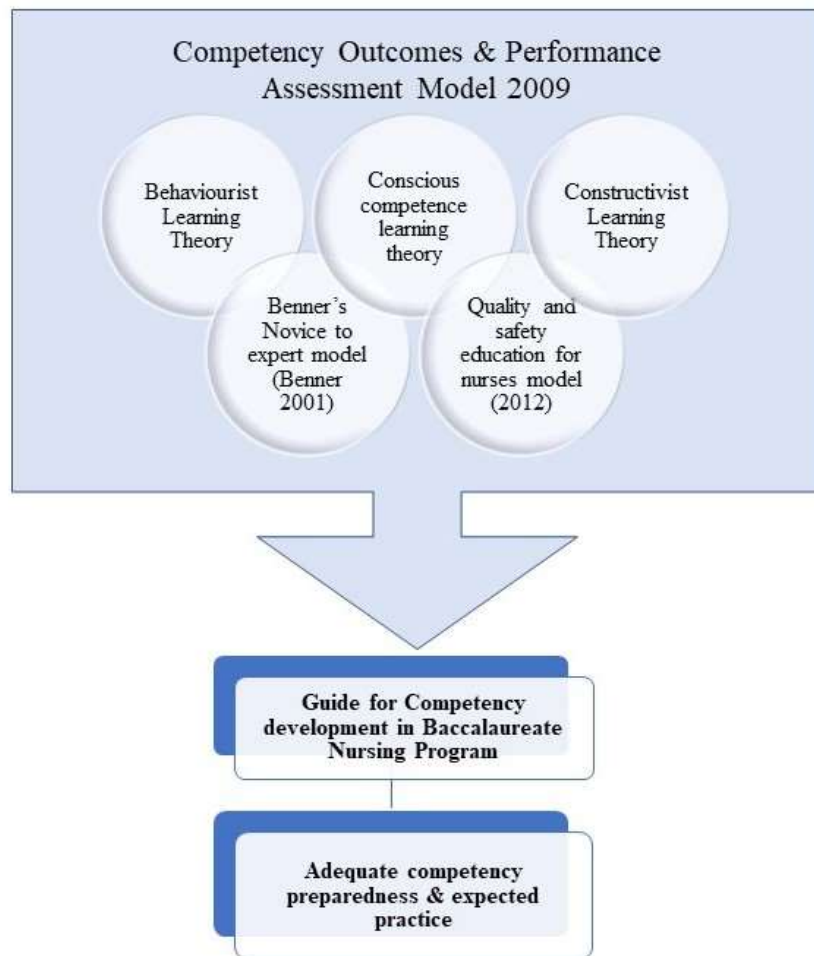 Competency Outcomes & Performance
Assessment Model 2009
Behaviourist
Learning
Theory
Conscious
competence
learning
theory
Constructivist
Learning
Theory
Benner’s
Novice to
expert model
(Benner
2001)
Quality and
safety
education for
nurses model
(2012)
Guide for Competency
development in Baccalaureate
Nursing Program
Adequate competency
preparedness & expected
practice